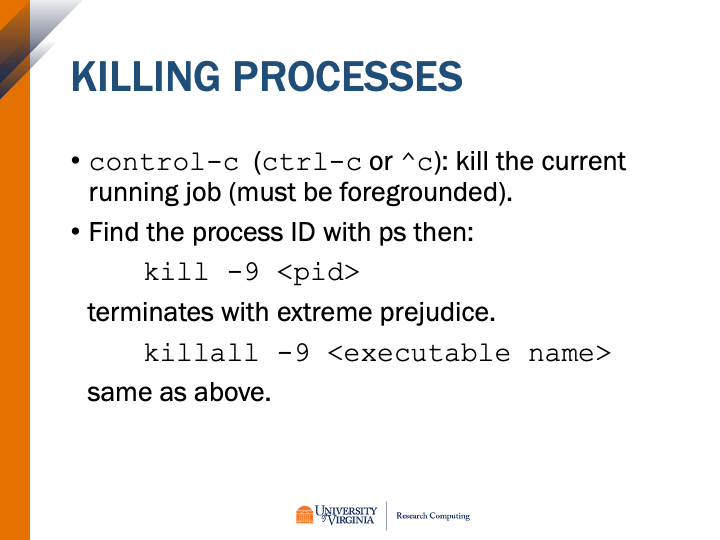 KILLING PROCESSES
• control-c (ctrl-c or ^c): kill the current
running job (must be foregrounded).
• Find the process ID with ps then:
kill -9 <pid>
terminates with extreme prejudice.
killall -9 <executable name>
same as above.
UNIVERSITY
of VIRGINIA
Research Computing